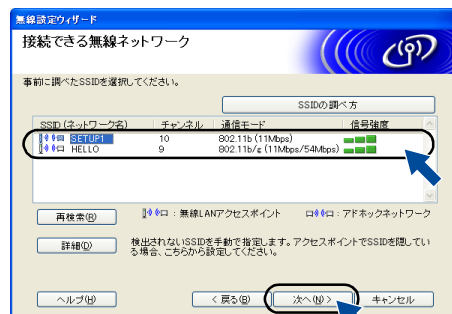 無線設定ウィザード
接続できる無線ネットワーク
事前に調べたSSIDを選択してください。
SSIDの調べ方
SSID(ネットワーク名) チャンネル 通信モード 信号強度
SETUP1 10 802.11b (11Mbps)
HELLO 9 802.11b/g (11Mbps/54Mbps)
再検索(R) : 無線LANアクセスポイント : アドホックネットワーク
詳細(D) 検出されないSSIDを手動で指定します。アクセスポイントでSSIDを隠してい
る場合、こちらから設定してください。
ヘルプ(H) < 戻る(B) 次へ(N) > キャンセル